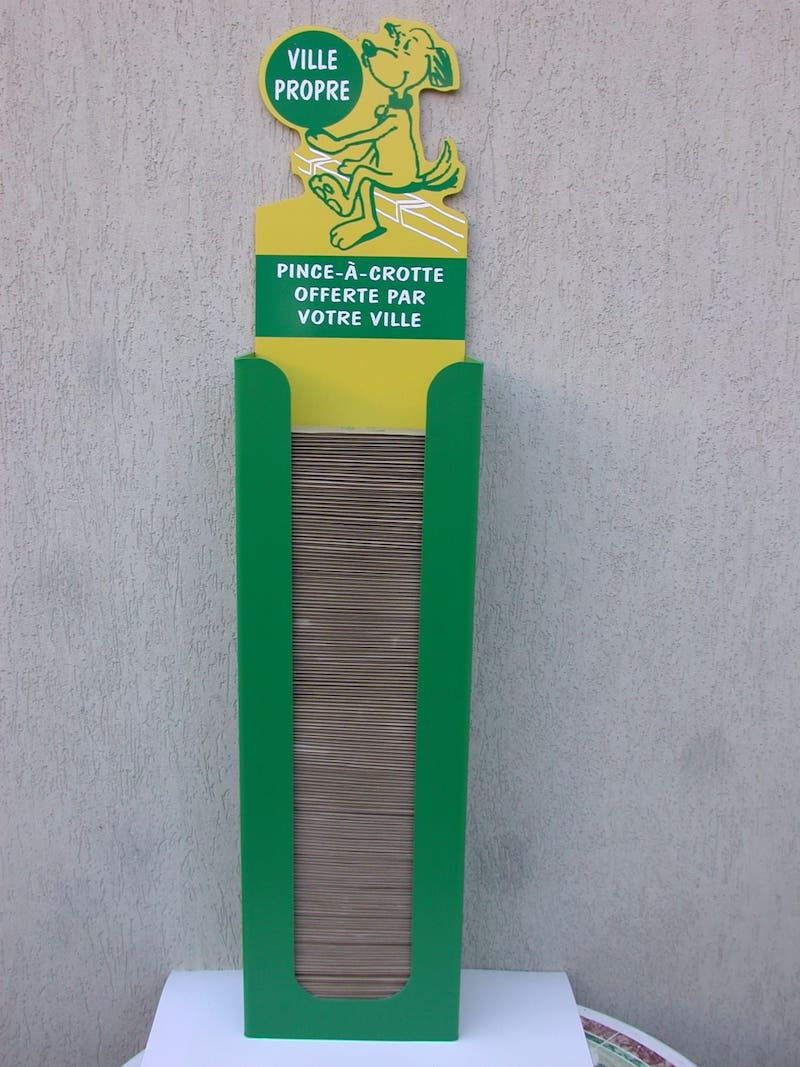 VILLE
PROPRE
PINCE-À-CROTTE
OFFERTE PAR
VOTRE VILLE